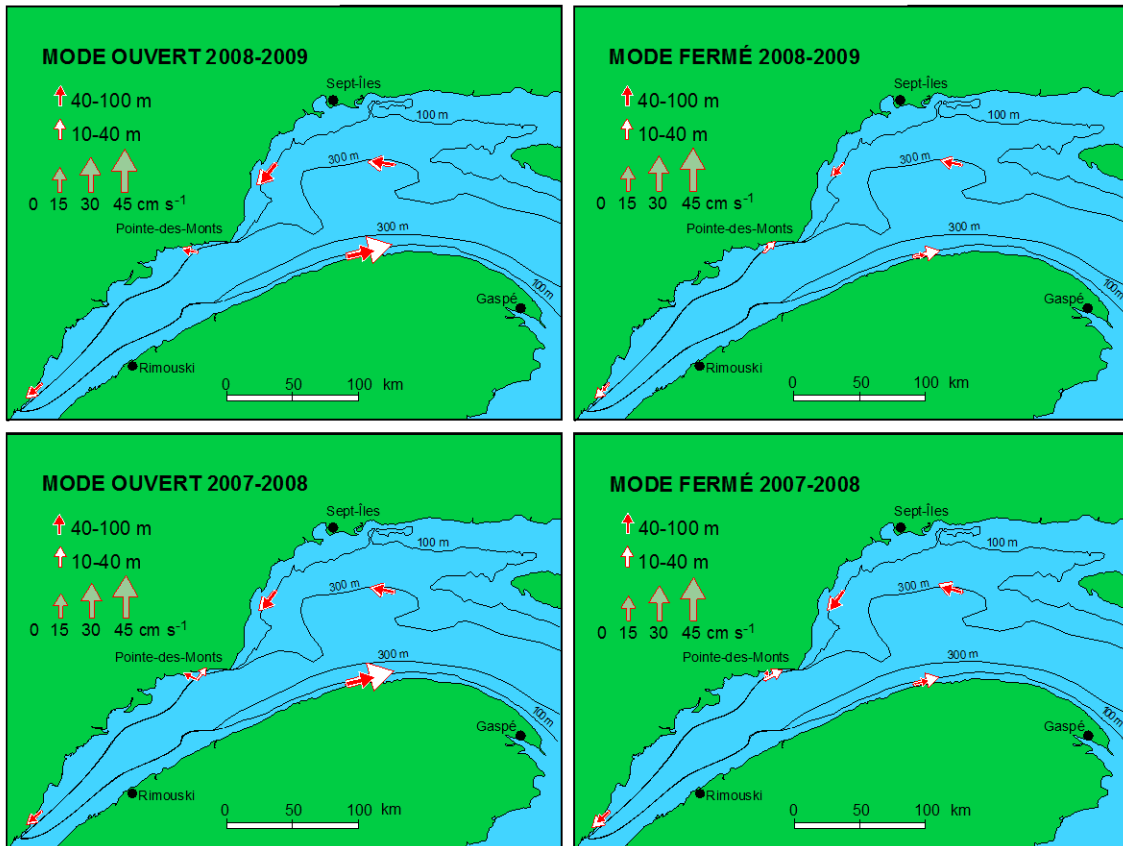 MODE OUVERT 2008-2009
Sept-Îles
40-100 m
100 m
10-40 m
300 m
0 15 30 45 cm s⁻¹
Pointe-des-Monts
300 m
100 m
Gaspé
Rimouski
0 50 100 km
MODE FERMÉ 2008-2009
Sept-Îles
40-100 m
100 m
10-40 m
300 m
0 15 30 45 cm s⁻¹
Pointe-des-Monts
300 m
100 m
Gaspé
Rimouski
0 50 100 km
MODE OUVERT 2007-2008
Sept-Îles
40-100 m
100 m
10-40 m
300 m
0 15 30 45 cm s⁻¹
Pointe-des-Monts
300 m
100 m
Gaspé
Rimouski
0 50 100 km
MODE FERMÉ 2007-2008
Sept-Îles
40-100 m
100 m
10-40 m
300 m
0 15 30 45 cm s⁻¹
Pointe-des-Monts
300 m
100 m
Gaspé
Rimouski
0 50 100 km